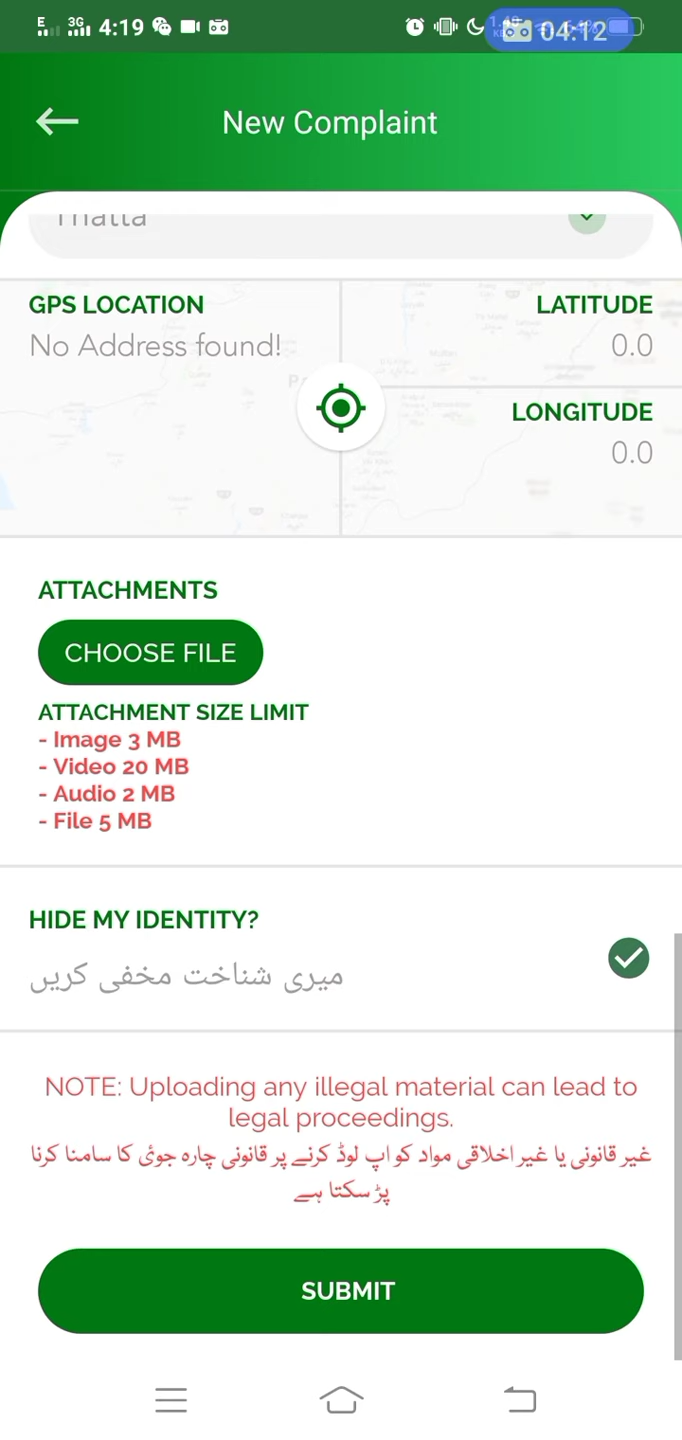 E 3G 4:19 04:12
New Complaint
Thatta
GPS LOCATION
LATITUDE
No Address found!
0.0
LONGITUDE
0.0
ATTACHMENTS
CHOOSE FILE
ATTACHMENT SIZE LIMIT
- Image 3 MB
- Video 20 MB
- Audio 2 MB
- File 5 MB
HIDE MY IDENTITY?
میری شناخت مخفی کریں
NOTE: Uploading any illegal material can lead to
legal proceedings.
غیر قانونی یا غیر اخلاقی مواد کو اپ لوڈ کرنے پر قانونی چارہ جوئی کا سامنا کرنا
پڑ سکتا ہے
SUBMIT